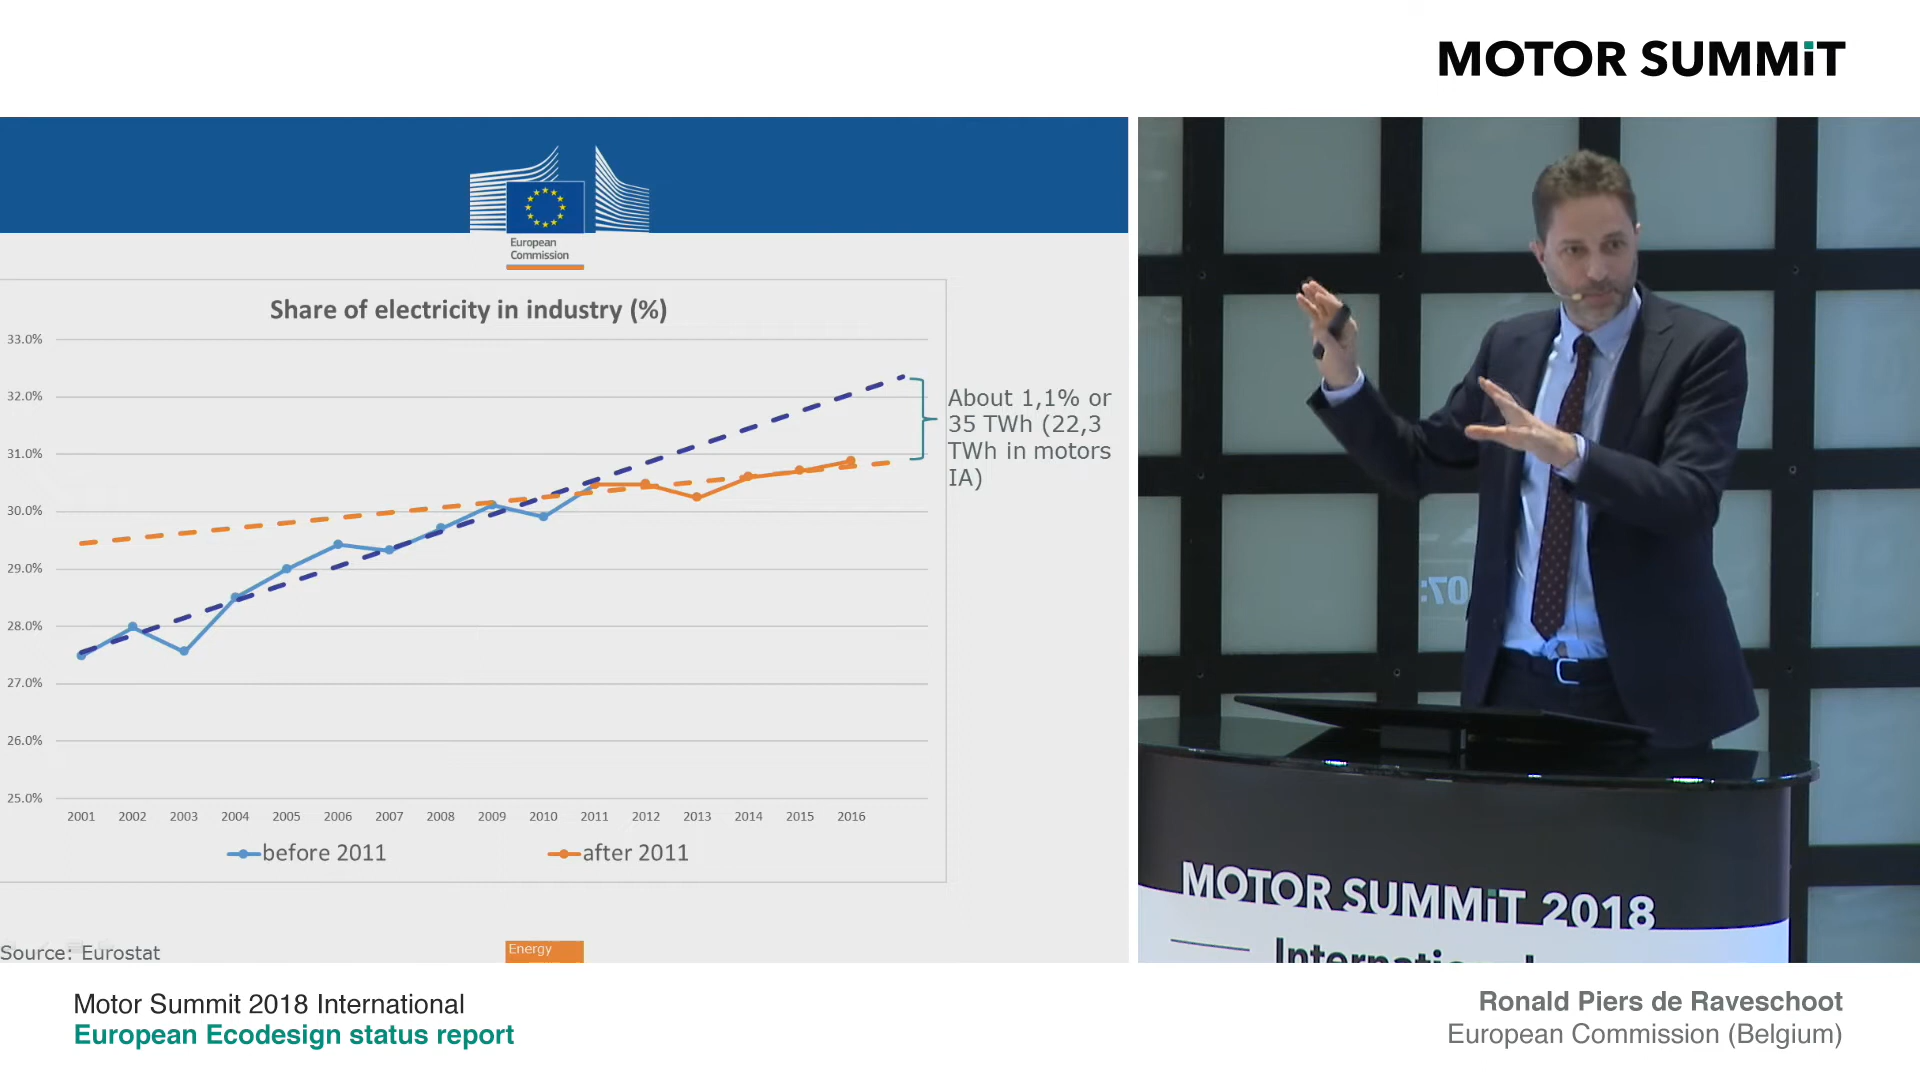 MOTOR SUMMiT
European
Commission
Share of electricity in industry (%)
33.0%
32.0%
31.0%
30.0%
29.0%
28.0%
27.0%
26.0%
25.0%
2001 2002 2003 2004 2005 2006 2007 2008 2009 2010 2011 2012 2013 2014 2015 2016
before 2011 after 2011
About 1,1% or
35 TWh (22,3
TWh in motors
IA)
Source: Eurostat
Energy
07:
MOTOR SUMMiT 2018
International
Motor Summit 2018 International
European Ecodesign status report
Ronald Piers de Raveschoot
European Commission (Belgium)